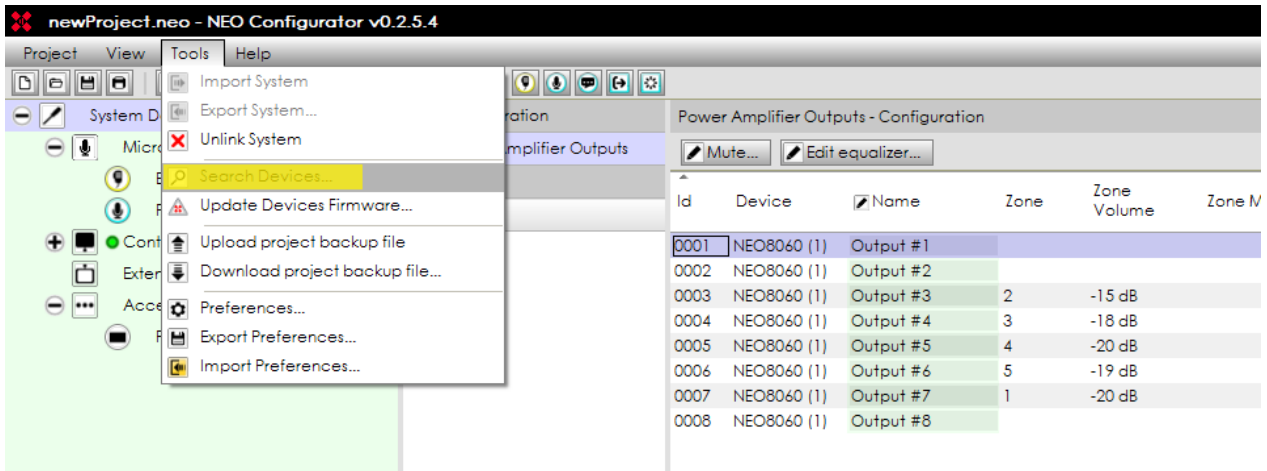 newProject.neo - NEO Configurator v0.2.5.4
Project View Tools Help
Import System
Export System...
Unlink System
Search Devices...
Update Devices Firmware...
Upload project backup file
Download project backup file...
Preferences...
Export Preferences...
Import Preferences...
System D
Micro
Cont
Exter
Acce
ration
mplifier Outputs
Power Amplifier Outputs - Configuration
Mute... Edit equalizer...
Id Device Name Zone Zone Volume Zone M
0001 NEO8060 (1) Output #1
0002 NEO8060 (1) Output #2
0003 NEO8060 (1) Output #3 2 -15 dB
0004 NEO8060 (1) Output #4 3 -18 dB
0005 NEO8060 (1) Output #5 4 -20 dB
0006 NEO8060 (1) Output #6 5 -19 dB
0007 NEO8060 (1) Output #7 1 -20 dB
0008 NEO8060 (1) Output #8